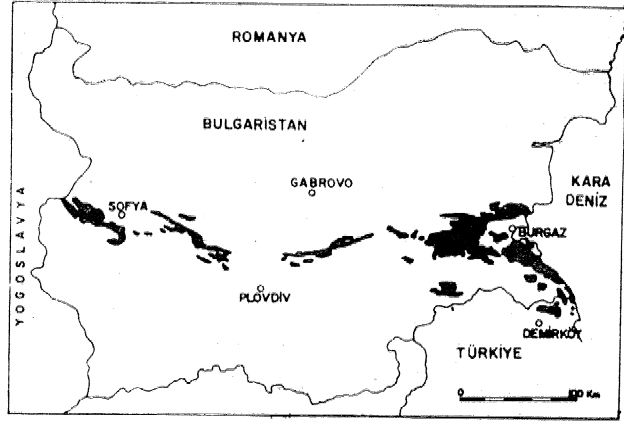 ROMANYA
BULGARİSTAN
GABROVO
KARA
DENİZ
SOFYA
BURGAZ
YOGOSLAVYA
PLOVDİV
DEMİRKÖY
TÜRKİYE
0 100 Km